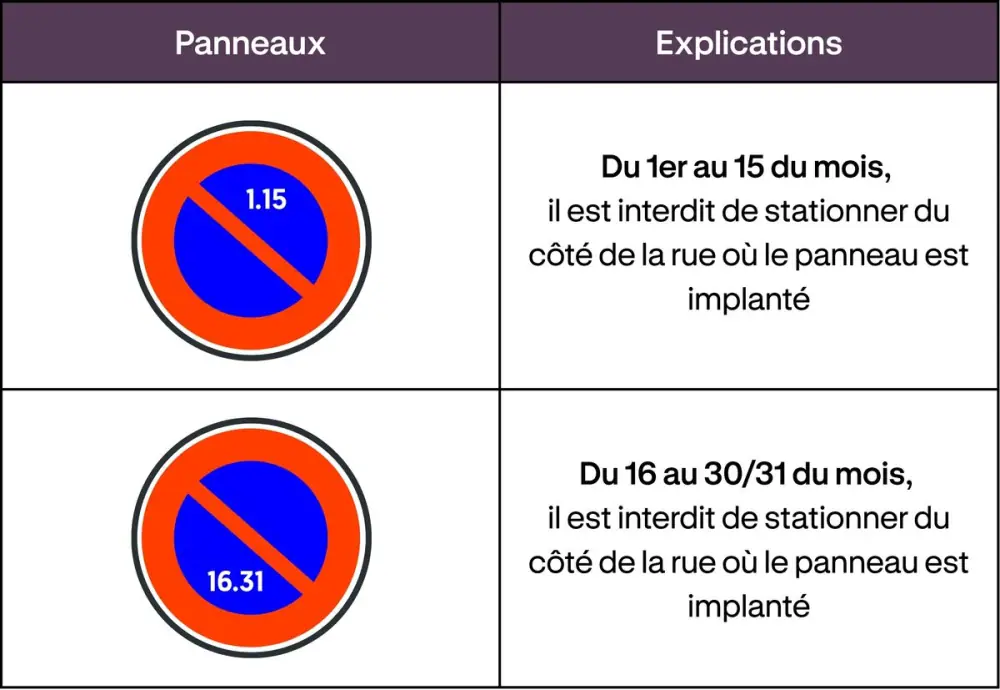 Panneaux
Explications
1.15
Du 1er au 15 du mois,
il est interdit de stationner du
côté de la rue où le panneau est
implanté
16.31
Du 16 au 30/31 du mois,
il est interdit de stationner du
côté de la rue où le panneau est
implanté